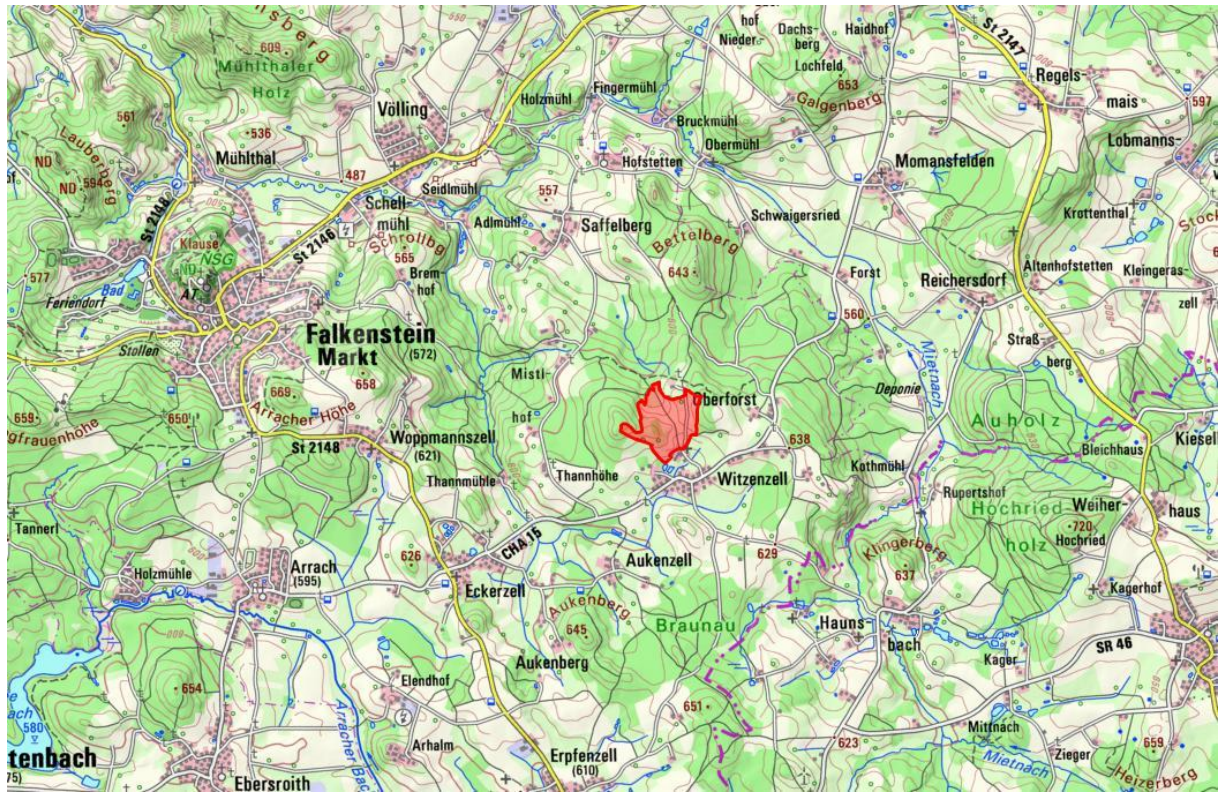 St 2147
hof
Nieder-
Dachs-
berg
Haidhof
Lochfeld
653
Galgenberg
Regels-
mais
597
609
Mühlthaler
Holz
Völling
Holzmühl
Fingermühl
Bruckmühl
Obermühl
Hofstetten
Momansfelden
Lobmanns-
561
536
Lauberberg
ND
ND
594
Mühlthal
487
Seidlmühl
Schell-
mühl
Adlmühl
557
Saffelberg
Schwaigersried
Krottenthal
St 2148
Klause
NSG
ND
577
Schrollbg
565
Brem-
hof
Bettelberg
643
Forst
Reichersdorf
Altenhofstetten
Kleingeras-
zell
Feriendorf
Bad
St 2146
AT
Falkenstein
Markt
(572)
560
Straß
berg
Stollen
658
Mistl-
hof
Mietnach
Deponie
659
650
669
Arracher Höhe
Oberforst
Auholz
Bleichhaus
Kiesel
St 2148
Woppmannszell
(621)
638
Thannmühle
Thannhöhe
Witzenzell
Kothmühl
Rupertshof
Hochried-
holz
Weiher-
haus
720
Hochried
Tannerl
CHA 15
626
Aukenzell
629
Klingerberg
637
Holzmühle
Arrach
(595)
Eckerzell
Kagerhof
Aukenberg
645
Braunau
Hauns-
bach
SR 46
Aukenberg
Kager
654
Elendhof
651
Mittnach
580
Arracher Bach
Arhalm
Erpfenzell
(610)
623
Zieger
659
Heizerberg
Mietnach
tenbach
Ebersroith